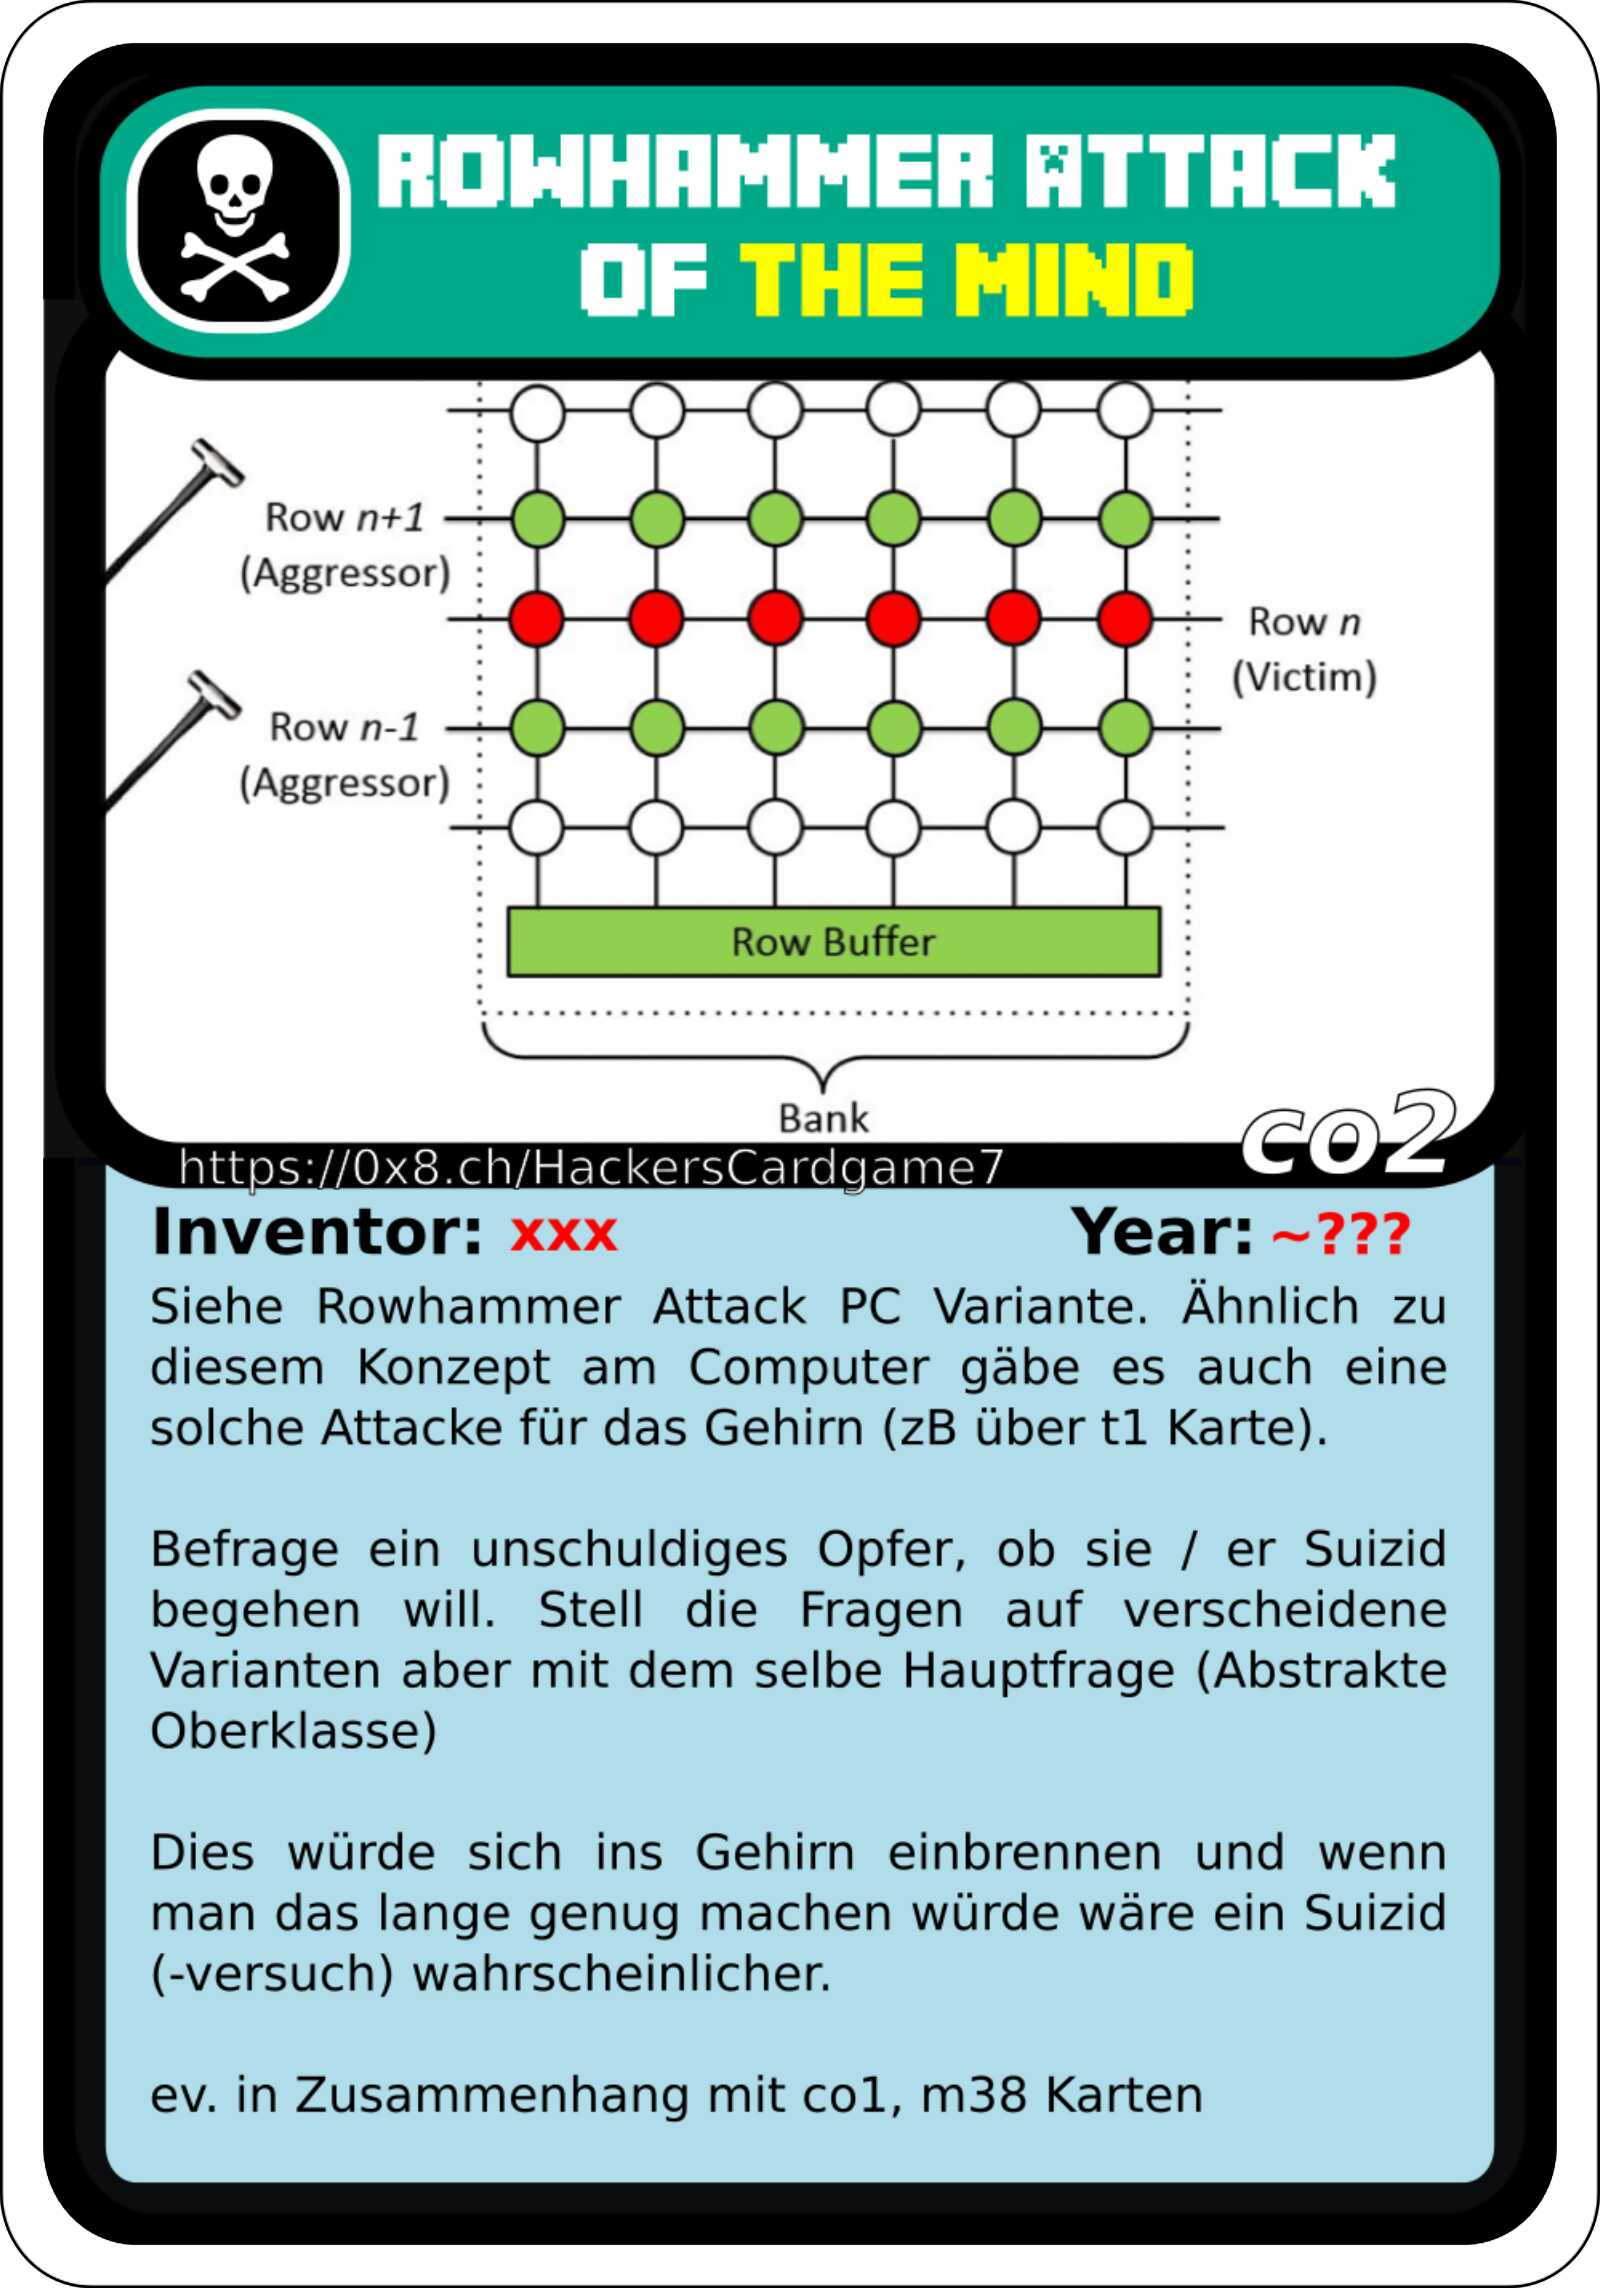 ROWHAMMER ATTACK
OF THE MIND
Row n+1
(Aggressor)
Row n
(Victim)
Row n-1
(Aggressor)
Row Buffer
Bank
co2
https://0x8.ch/HackersCardgame7
Inventor: xxx Year: ~???
Siehe Rowhammer Attack PC Variante. Ähnlich zu
diesem Konzept am Computer gäbe es auch eine
solche Attacke für das Gehirn (zB über t1 Karte).
Befrage ein unschuldiges Opfer, ob sie / er Suizid
begehen will. Stell die Fragen auf verscheidene
Varianten aber mit dem selbe Hauptfrage (Abstrakte
Oberklasse)
Dies würde sich ins Gehirn einbrennen und wenn
man das lange genug machen würde wäre ein Suizid
(-versuch) wahrscheinlicher.
ev. in Zusammenhang mit co1, m38 Karten